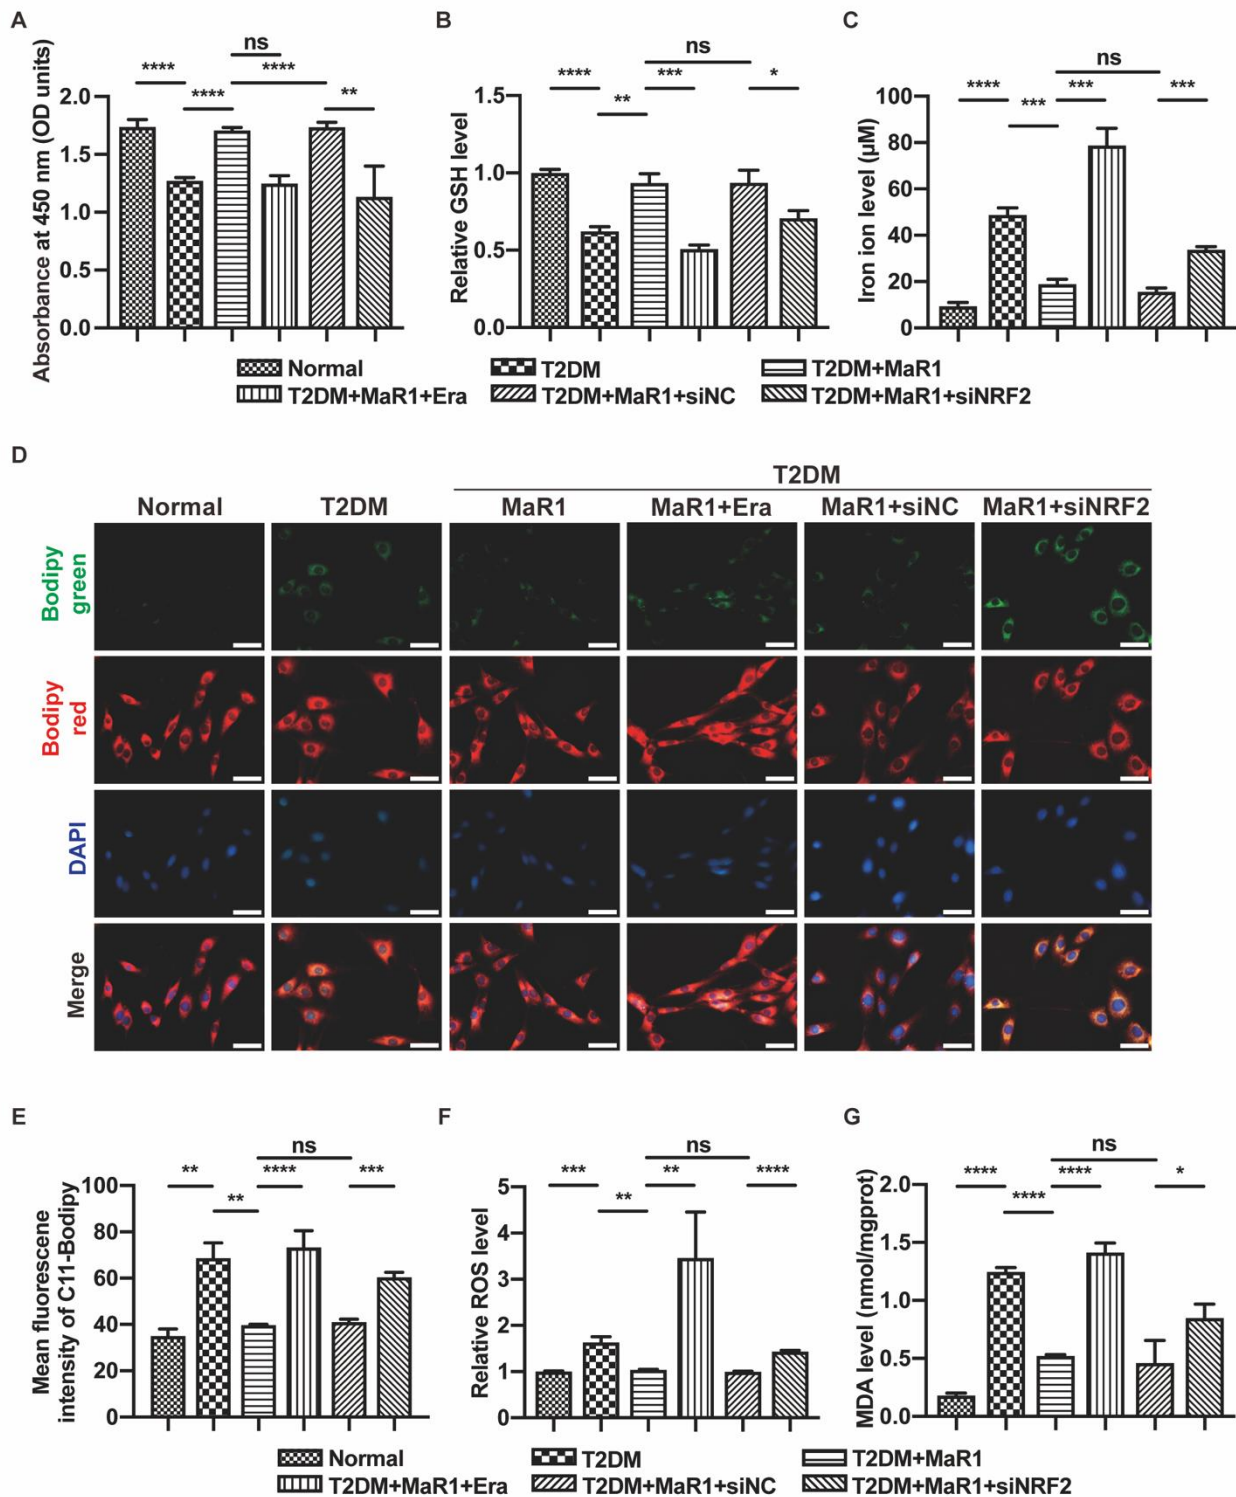 A
B
C
Absorbance at 450 nm (OD units)
2.0
1.5
1.0
0.5
0.0
ns
**** ****
**** **
Relative GSH level
1.5
1.0
0.5
0.0
ns
**** *** *
**
Iron ion level (μM)
100
80
60
40
20
0
ns
**** *** ***
***
Normal T2DM T2DM+MaR1
T2DM+MaR1+Era T2DM+MaR1+siNC T2DM+MaR1+siNRF2
D
T2DM
Normal T2DM MaR1 MaR1+Era MaR1+siNC MaR1+siNRF2
Bodipy
green
Bodipy
red
DAPI
Merge
E
F
G
Mean fluorescene
intensity of C11-Bodipy
100
80
60
40
20
0
ns
** **** ***
**
Relative ROS level
5
4
3
2
1
0
ns
*** ** ****
**
MDA level (nmol/mgprot)
2.0
1.5
1.0
0.5
0.0
ns
**** **** *
****
Normal T2DM T2DM+MaR1
T2DM+MaR1+Era T2DM+MaR1+siNC T2DM+MaR1+siNRF2